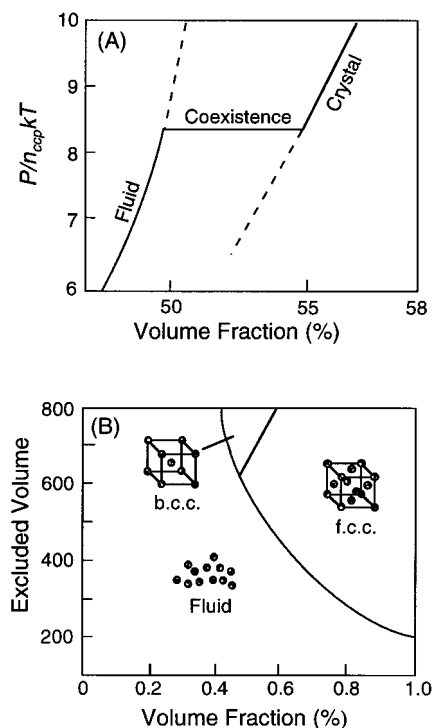 (A)
10
9
8
7
6
P/n_ccp kT
Fluid
Coexistence
Crystal
50
55
58
Volume Fraction (%)
(B)
800
600
400
200
Excluded Volume
b.c.c.
f.c.c.
Fluid
0
0.2
0.4
0.6
0.8
1.0
Volume Fraction (%)